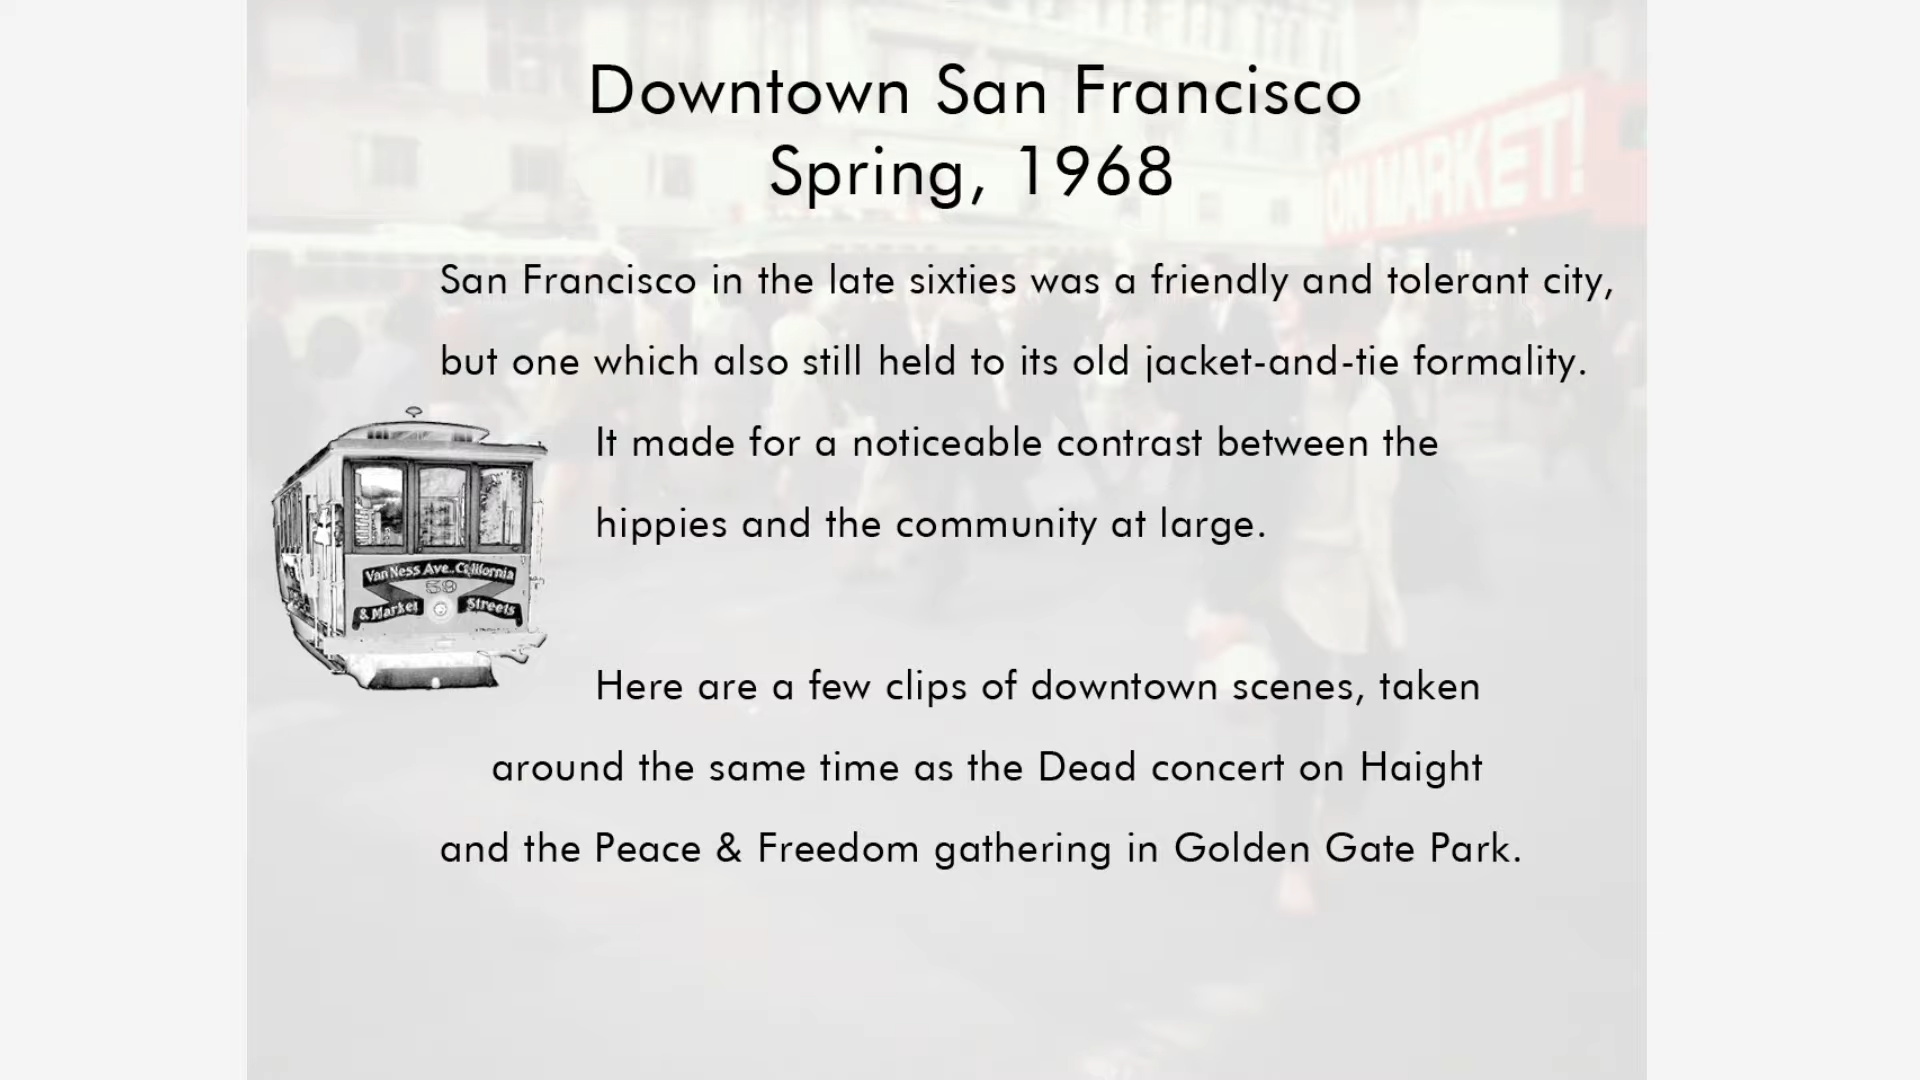 Downtown San Francisco
Spring, 1968
ON MARKET!
San Francisco in the late sixties was a friendly and tolerant city,
but one which also still held to its old jacket-and-tie formality.
It made for a noticeable contrast between the
hippies and the community at large.
Van Ness Ave., California
59
& Market Streets
Here are a few clips of downtown scenes, taken
around the same time as the Dead concert on Haight
and the Peace & Freedom gathering in Golden Gate Park.